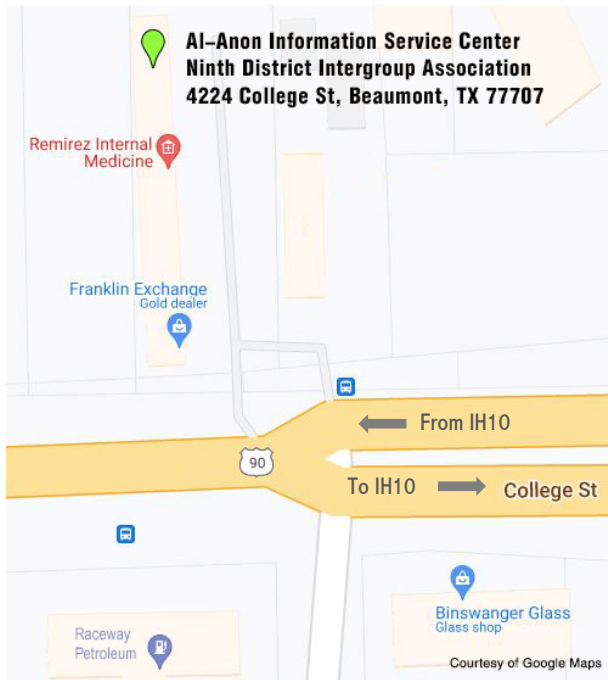 Al-Anon Information Service Center
Ninth District Intergroup Association
4224 College St, Beaumont, TX 77707
Remirez Internal
Medicine
Franklin Exchange
Gold dealer
From IH10
90
To IH10
College St
Binswanger Glass
Glass shop
Raceway
Petroleum
Courtesy of Google Maps